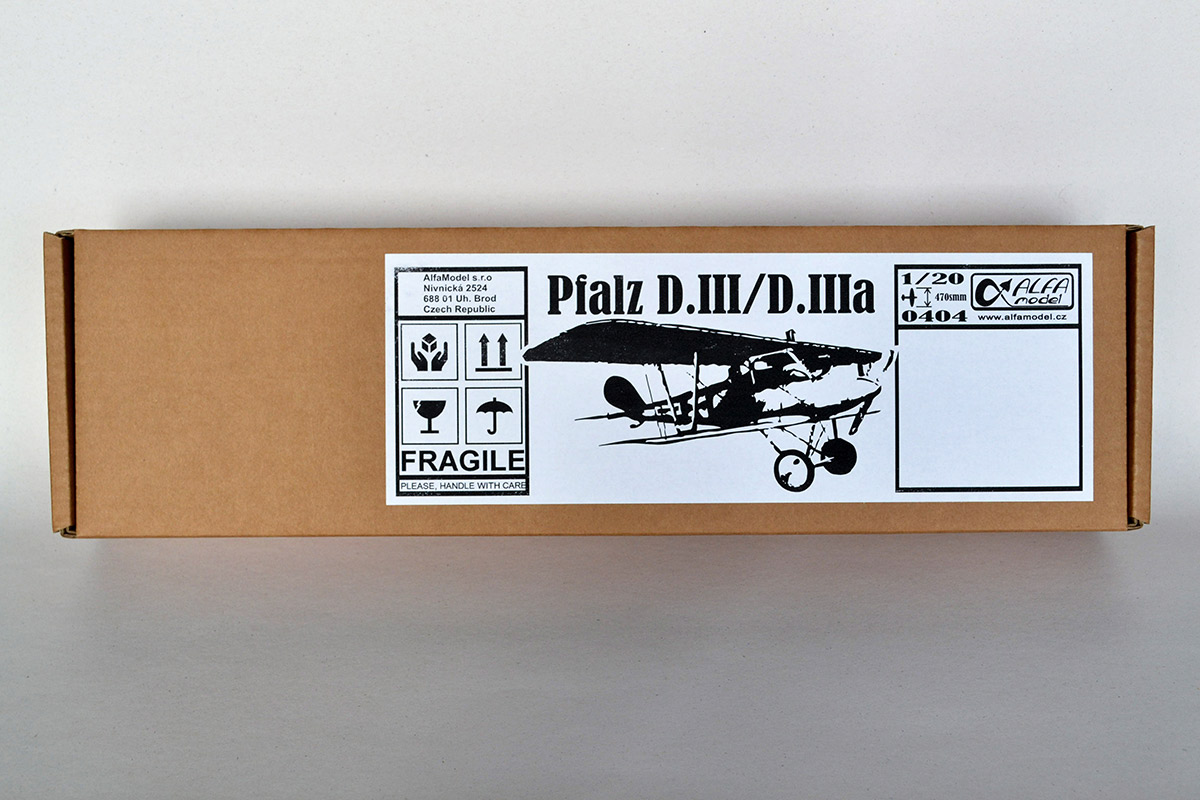 AlfaModel s.r.o
Nivnická 2524
688 01 Uh. Brod
Czech Republic
FRAGILE
PLEASE, HANDLE WITH CARE
Pfalz D.III/D.IIIa
1/20
470smm
0404
ALFA
model
www.alfamodel.cz